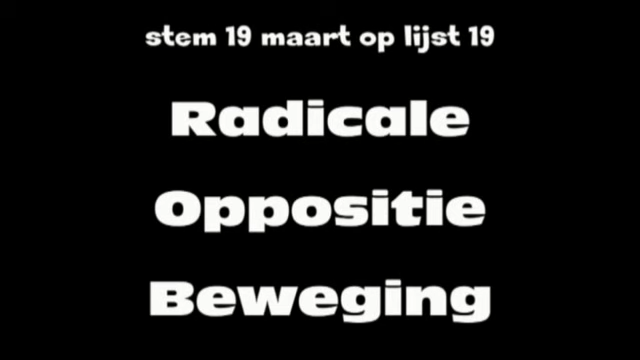 stem 19 maart op lijst 19
Radicale
Oppositie
Beweging